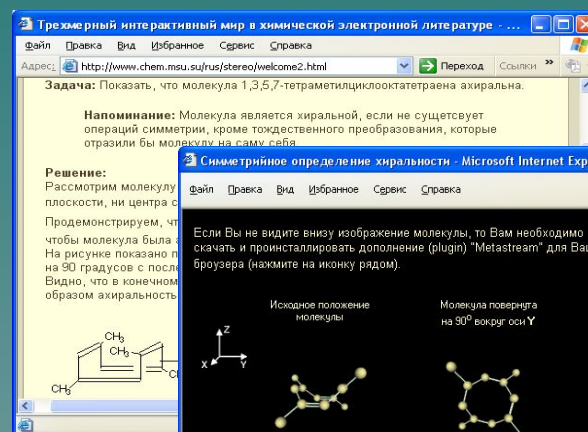 Трехмерный интерактивный мир в химической электронной литературе - ...
Файл Правка Вид Избранное Сервис Справка
Адрес: http://www.chem.msu.su/rus/stereo/welcome2.html Переход Ссылки »
Задача: Показать, что молекула 1,3,5,7-тетраметилциклооктатетраена ахиральна.
Напоминание: Молекула является хиральной, если не сущетсвует
операций симметрии, кроме тождественного преобразования, которые
отразили бы молекулу на саму себя.
Решение:
Рассмотрим молекулу
плоскости, ни центра с
Продемонстрируем, чт
чтобы молекула была а
На рисунке показано п
на 90 градусов с после
Видно, что в конечном
образом ахиральность
CH₃
CH₃
CH₃
Симметрийное определение хиральности - Microsoft Internet Exp
Файл Правка Вид Избранное Сервис Справка
Если Вы не видите внизу изображение молекулы, то Вам необходимо
скачать и проинсталлировать дополнение (plugin) "Metastream" для Ваш
броузера (нажмите на иконку рядом).
Исходное положение
молекулы
Молекула повернута
на 90° вокруг оси Y
Z
X
Y